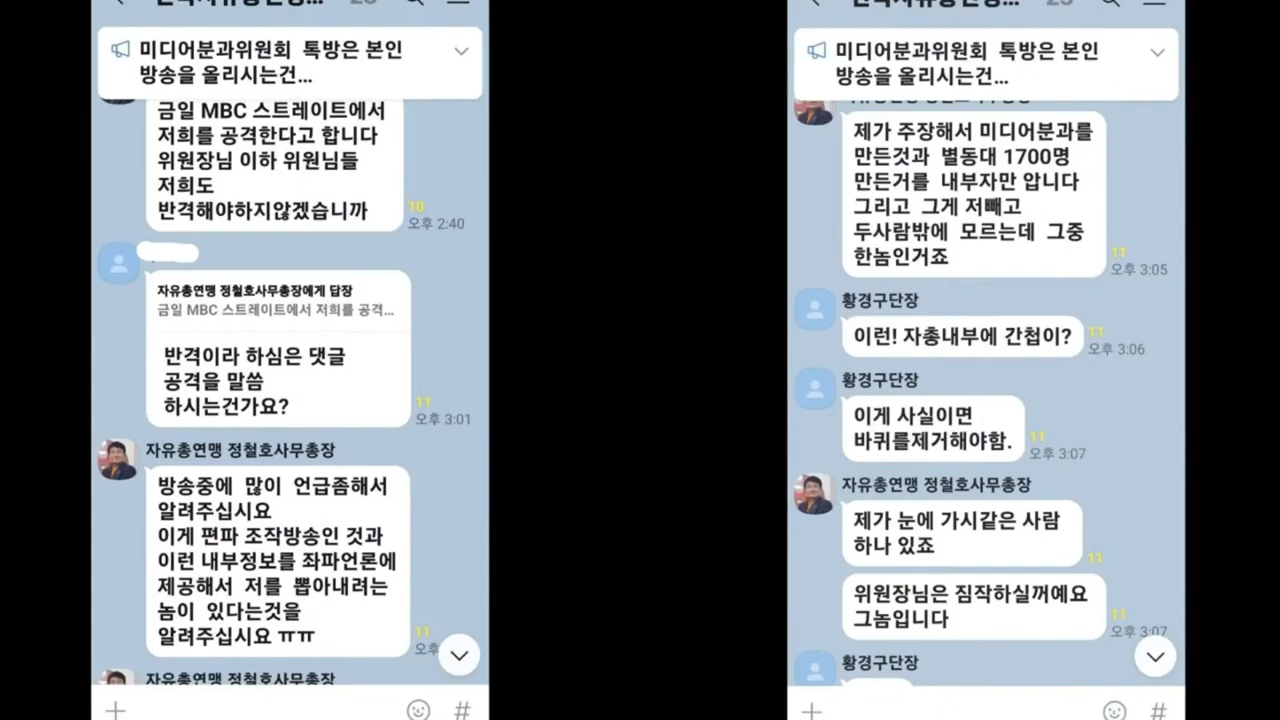 미디어분과위원회 톡방은 본인
방송을 올리시는건...
금일 MBC 스트레이트에서
저희를 공격한다고 합니다
위원장님 이하 위원님들
저희도
반격해야하지않겠습니까
10
오후 2:40
자유총연맹 정철호사무총장에게 답장
금일 MBC 스트레이트에서 저희를 공격...
반격이라 하심은 댓글
공격을 말씀
하시는건가요?
11
오후 3:01
자유총연맹 정철호사무총장
방송중에 많이 언급좀해서
알려주십시요
이게 편파 조작방송인 것과
이런 내부정보를 좌파언론에
제공해서 저를 뽑아내려는
놈이 있다는것을
알려주십시요 ㅠㅠ
11
오후
자유총연맹 정철호사무총장
#
미디어분과위원회 톡방은 본인
방송을 올리시는건...
제가 주장해서 미디어분과를
만든것과 별동대 1700명
만든거를 내부자만 압니다
그리고 그게 저빼고
두사람밖에 모르는데 그중
한놈인거죠
11
오후 3:05
황경구단장
이런! 자총내부에 간첩이?
11
오후 3:06
황경구단장
이게 사실이면
바퀴를제거해야함.
11
오후 3:07
자유총연맹 정철호사무총장
제가 눈에 가시같은 사람
하나 있죠
11
위원장님은 짐작하실꺼예요
그놈입니다
11
오후 3:07
황경구단장
#